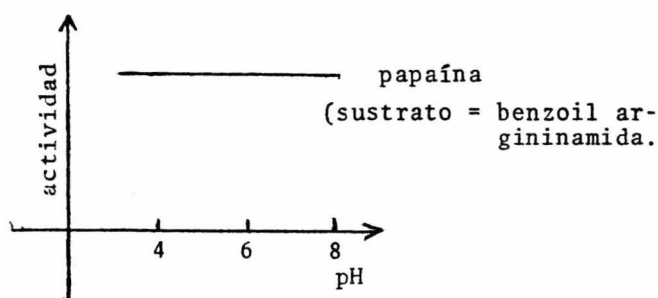 actividad
papaína
(sustrato = benzoil ar-
gininamida.
4 6 8
pH